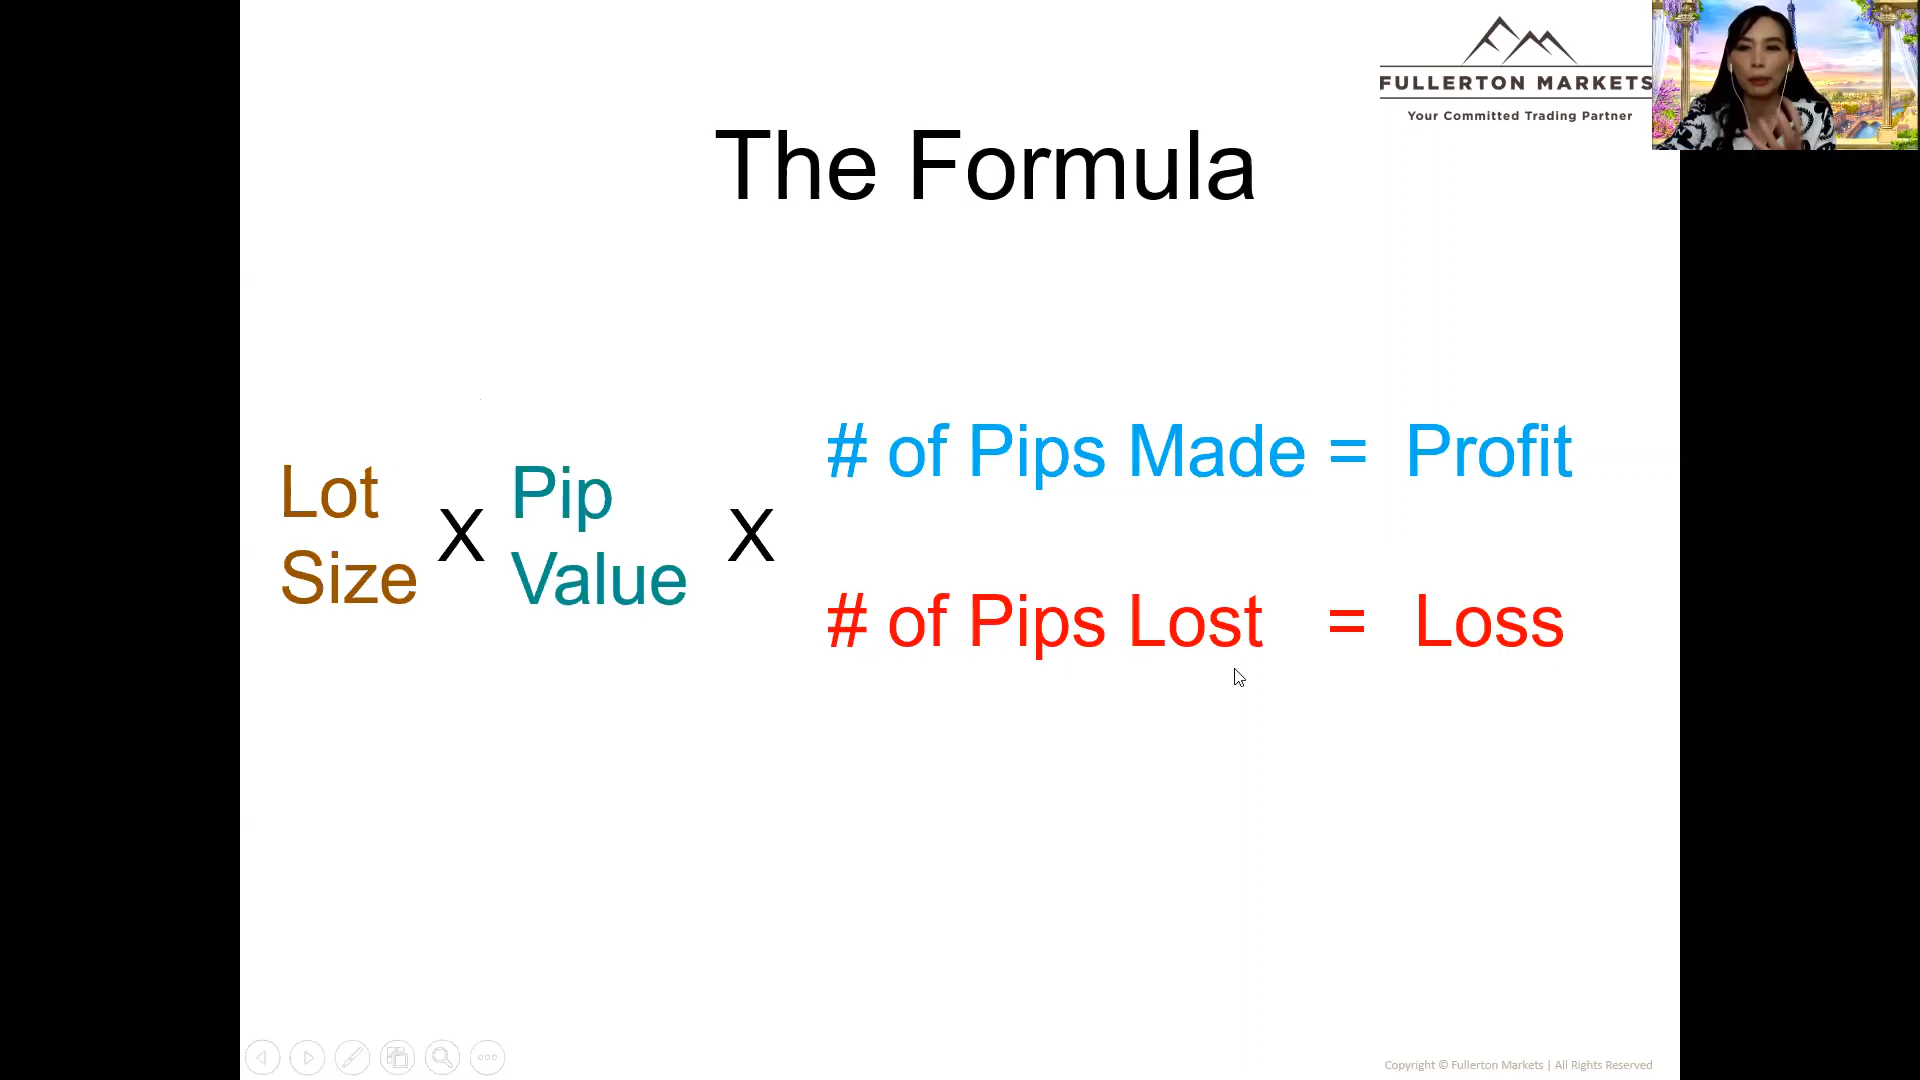 FULLERTON MARKETS
Your Committed Trading Partner
The Formula
Lot
Size
X
Pip
Value
X
# of Pips Made = Profit
# of Pips Lost = Loss
Copyright © Fullerton Markets | All Rights Reserved